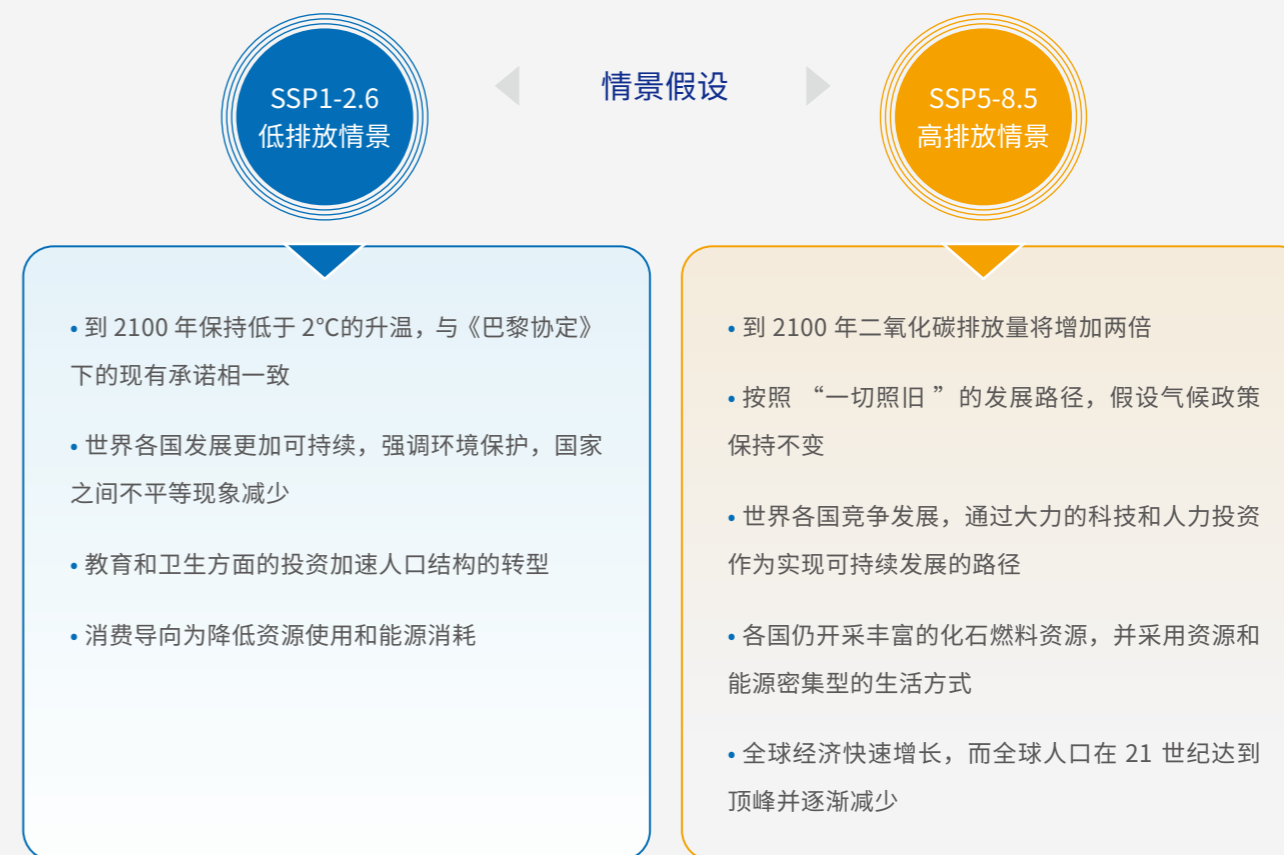 SSP1-2.6
低排放情景
情景假设
SSP5-8.5
高排放情景
• 到 2100 年保持低于 2℃的升温，与《巴黎协定》
下的现有承诺相一致
• 世界各国发展更加可持续，强调环境保护，国家
之间不平等现象减少
• 教育和卫生方面的投资加速人口结构的转型
• 消费导向为降低资源使用和能源消耗
• 到 2100 年二氧化碳排放量将增加两倍
• 按照 “一切照旧 ” 的发展路径，假设气候政策
保持不变
• 世界各国竞争发展，通过大力的科技和人力投资
作为实现可持续发展的路径
• 各国仍开采丰富的化石燃料资源，并采用资源和
能源密集型的生活方式
• 全球经济快速增长，而全球人口在 21 世纪达到
顶峰并逐渐减少